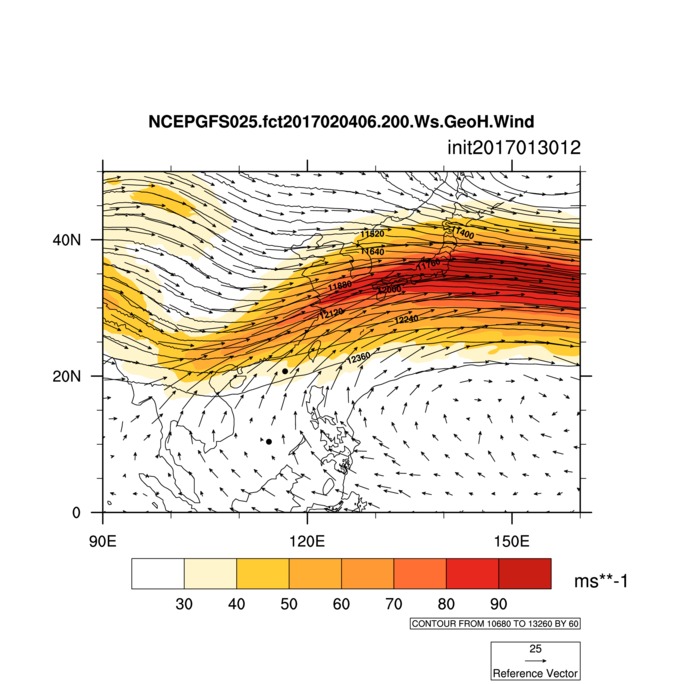 NCEPGFS025.fct2017020406.200.Ws.GeoH.Wind
init2017013012
40N
20N
0
90E
120E
150E
11520
11400
11640
11760
11880
12000
12120
12240
12360
30
40
50
60
70
80
90
ms**-1
CONTOUR FROM 10680 TO 13260 BY 60
25
Reference Vector